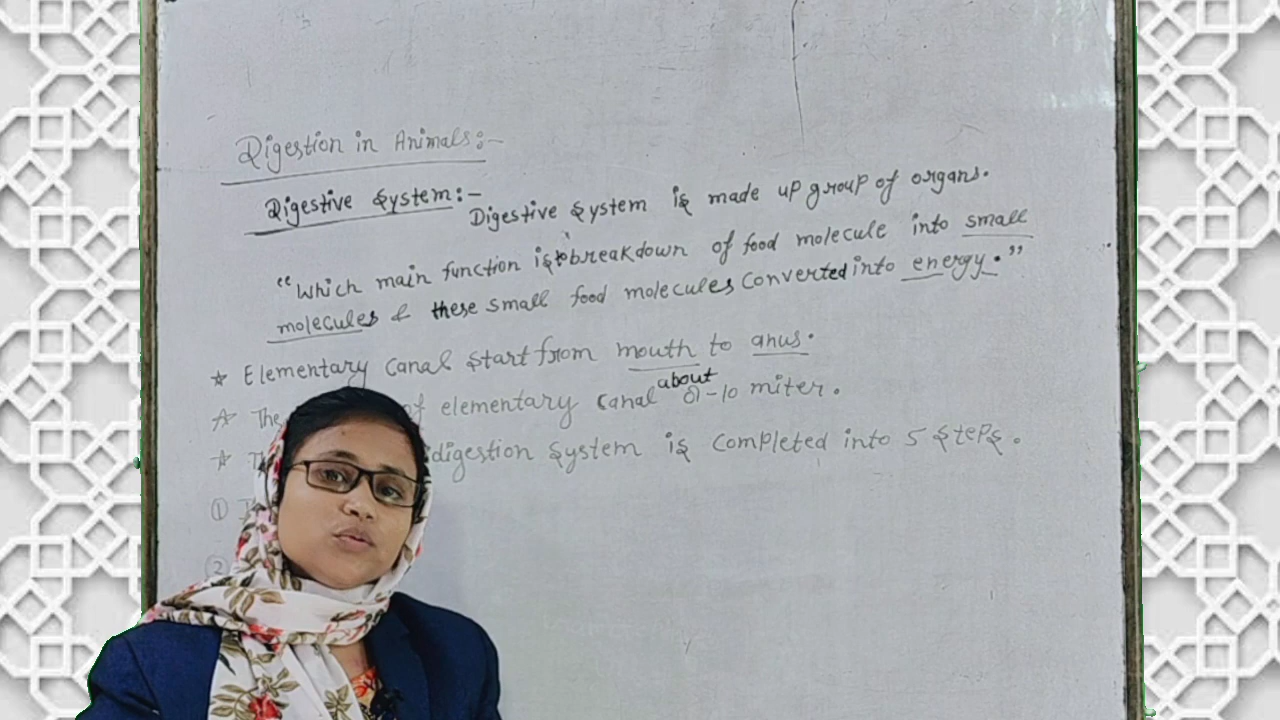 Digestion in Animals:-
Digestive System:- Digestive System is made up group of organs.
"Which main function is to breakdown of food molecule into small
molecules & these small food molecules converted into energy."
☆ Elementary canal start from mouth to anus.
☆ The of elementary canal about 8-10 miter.
☆ digestion system is completed into 5 steps.
①
②